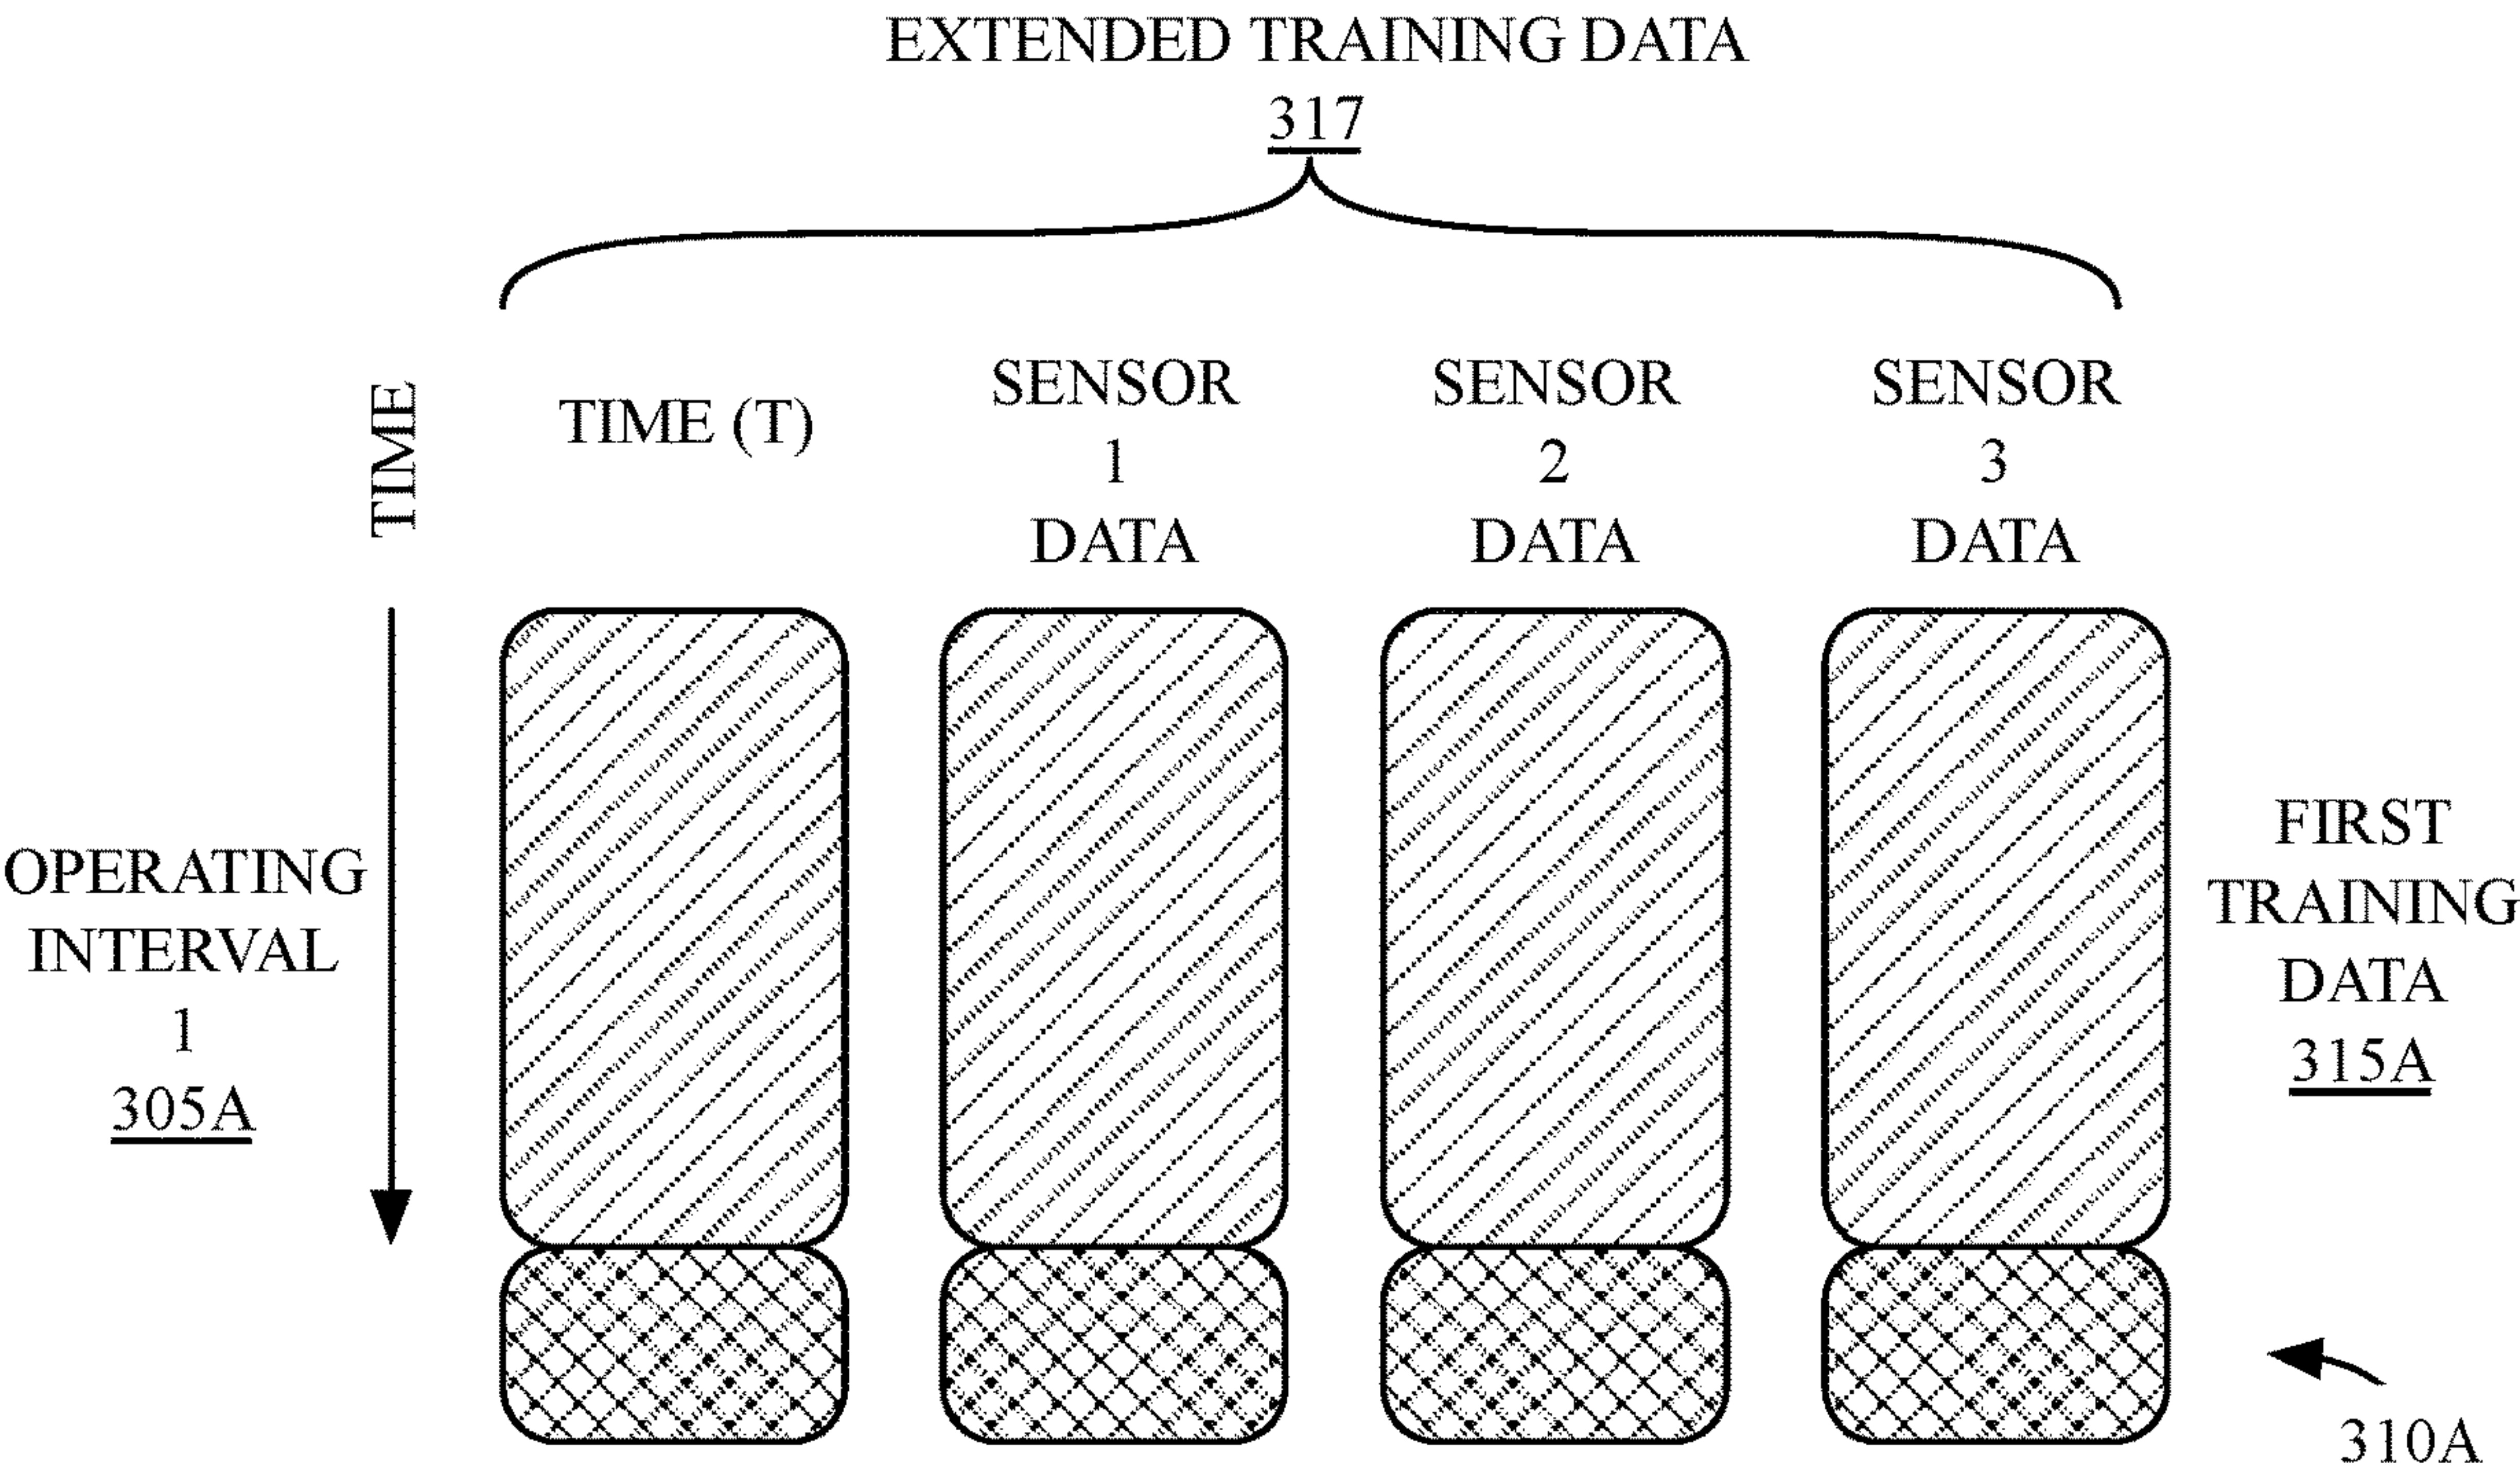 EXTENDED TRAINING DATA
317
TIME
TIME (T)
SENSOR
1
DATA
SENSOR
2
DATA
SENSOR
3
DATA
OPERATING
INTERVAL
1
305A
FIRST
TRAINING
DATA
315A
310A